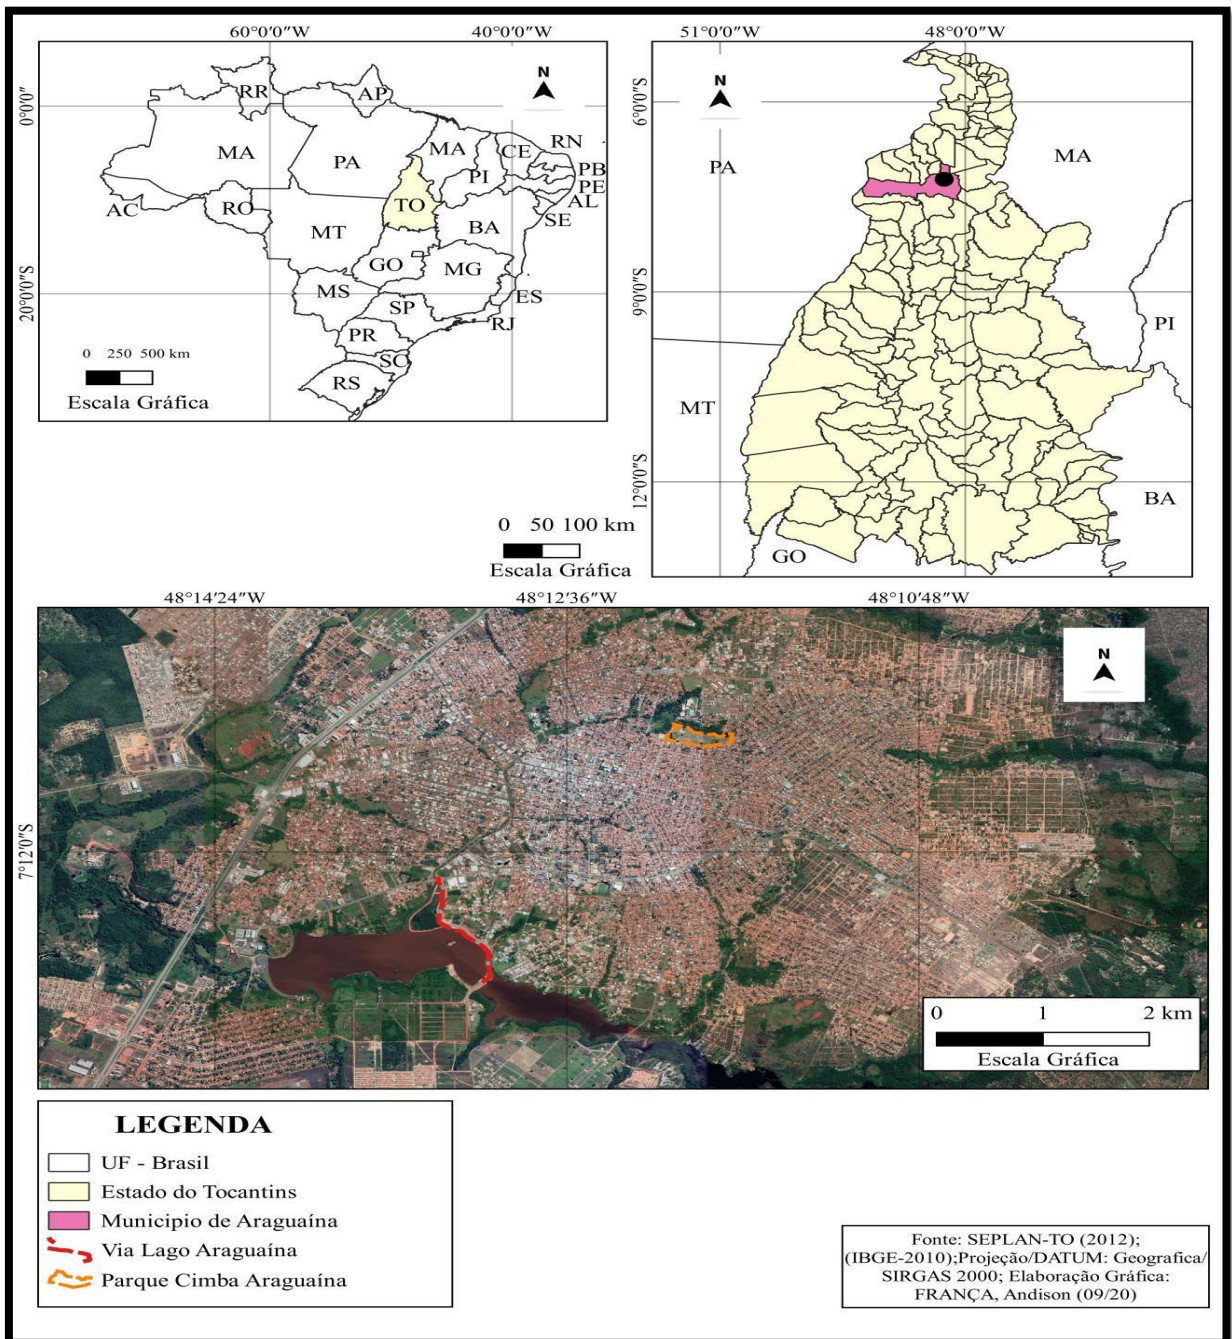 60°0'0"W 40°0'0"W
0°0'0"
20°0'0"S
N
RR
AP
MA
PA
MA
CE
RN
PB
PE
AL
SE
PI
TO
AC
RO
MT
BA
GO
MG
MS
ES
SP
RJ
PR
SC
RS
0 250 500 km
Escala Gráfica
51°0'0"W 48°0'0"W
6°0'0"S
9°0'0"S
12°0'0"S
N
PA
MA
PI
MT
BA
GO
0 50 100 km
Escala Gráfica
48°14'24"W 48°12'36"W 48°10'48"W
7°12'0"S
N
0 1 2 km
Escala Gráfica
LEGENDA
UF - Brasil
Estado do Tocantins
Municipio de Araguaína
Via Lago Araguaína
Parque Cimba Araguaína
Fonte: SEPLAN-TO (2012);
(IBGE-2010);Projeção/DATUM: Geografica/
SIRGAS 2000; Elaboração Gráfica:
FRANÇA, Andison (09/20)